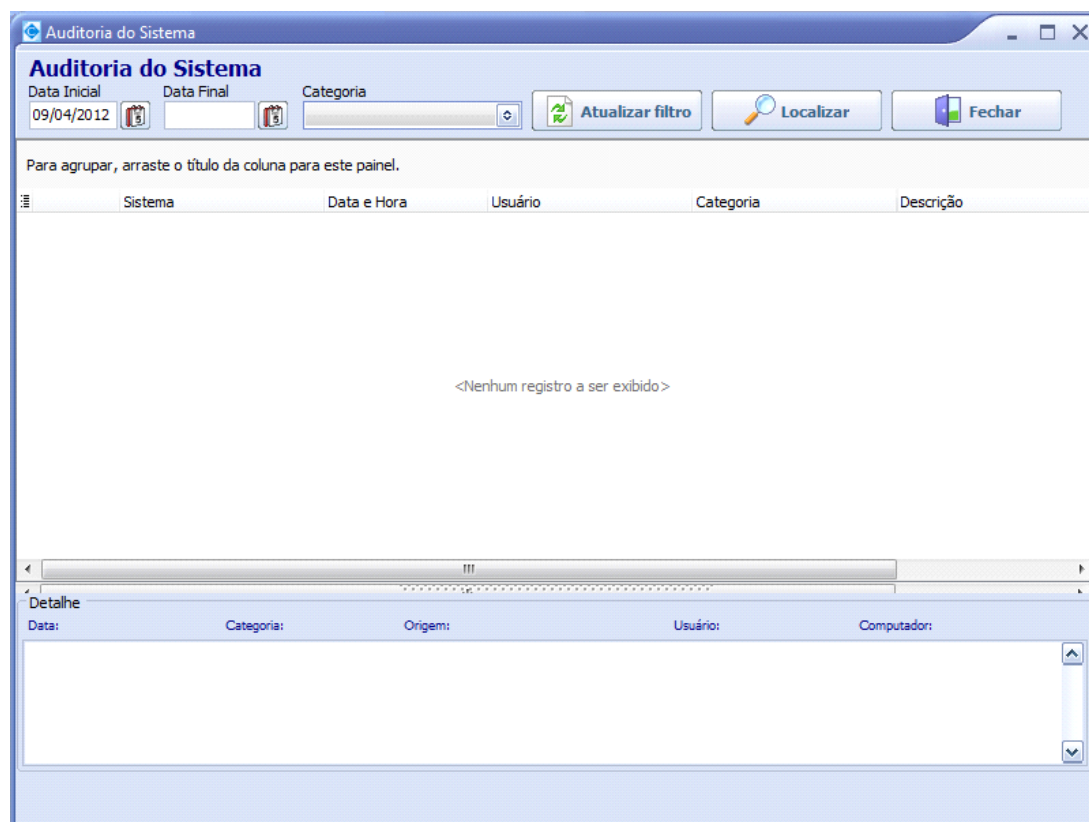 Auditoria do Sistema
Auditoria do Sistema
Data Inicial Data Final Categoria
09/04/2012 Atualizar filtro Localizar Fechar
Para agrupar, arraste o título da coluna para este painel.
Sistema Data e Hora Usuário Categoria Descrição
<Nenhum registro a ser exibido>
Detalhe
Data: Categoria: Origem: Usuário: Computador: